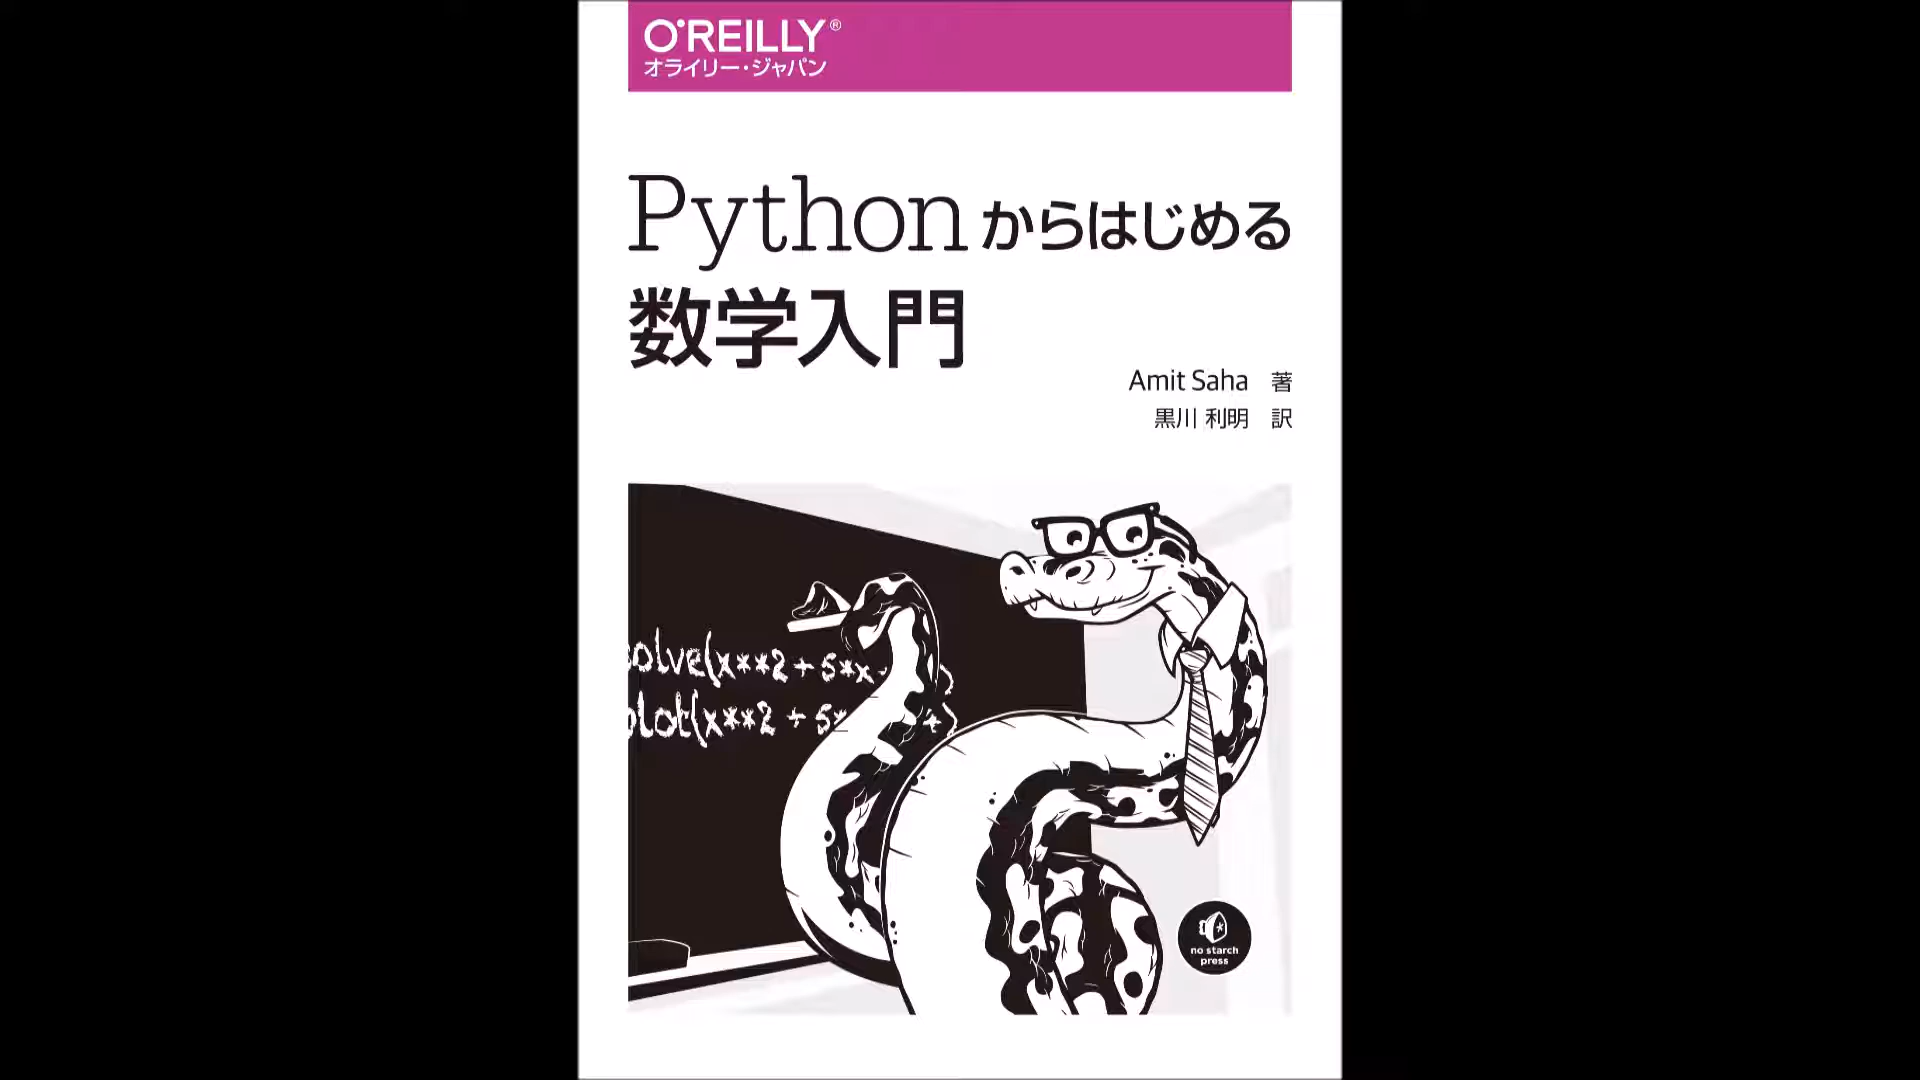 O'REILLY®
オライリー・ジャパン
Pythonからはじめる
数学入門
Amit Saha 著
黒川 利明 訳
solve(x**2+5*x
plot(x**2+5*
no starch
press